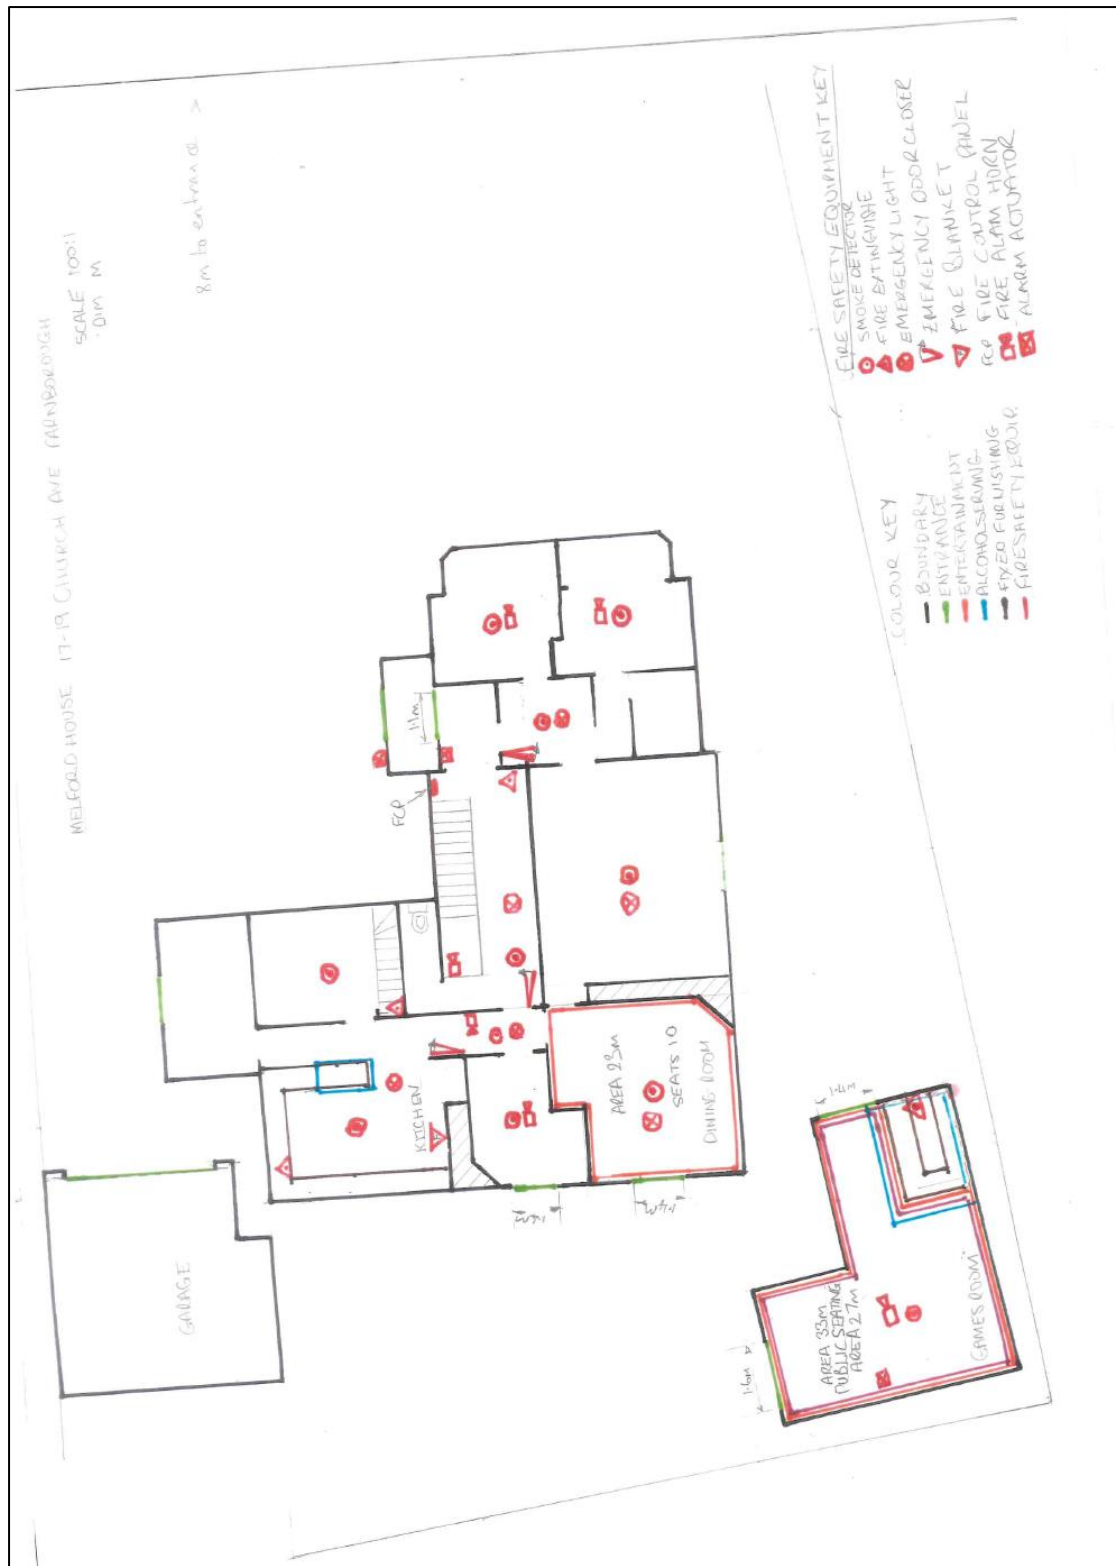 MELFORD HOUSE 17-19 CHURCH AVE FARNBOROUGH
SCALE 100:1
DIM M
8m to entrance >
FIRE SAFETY EQUIPMENT KEY
SMOKE DETECTOR
FIRE EXTINGUISHE
EMERGENCY LIGHT
EMERGENCY DOOR CLOSER
FIRE BLANKET
FCP FIRE CONTROL PANEL
FIRE ALAM HORN
ALARM ACTUATOR
COLOUR KEY
BOUNDARY
ENTRANCE
ENTERTAINMENT
ALCOHOL SERVING
FIXED FURNISHING
FIRE SAFETY EQUIP.
1.1m
FCP
KITCHEN
AREA 23m
SEATS 10
DINING ROOM
1.4m
GARAGE
1.6M
AREA 33m
PUBLIC SEATING
AREA 27m
GAMES ROOM